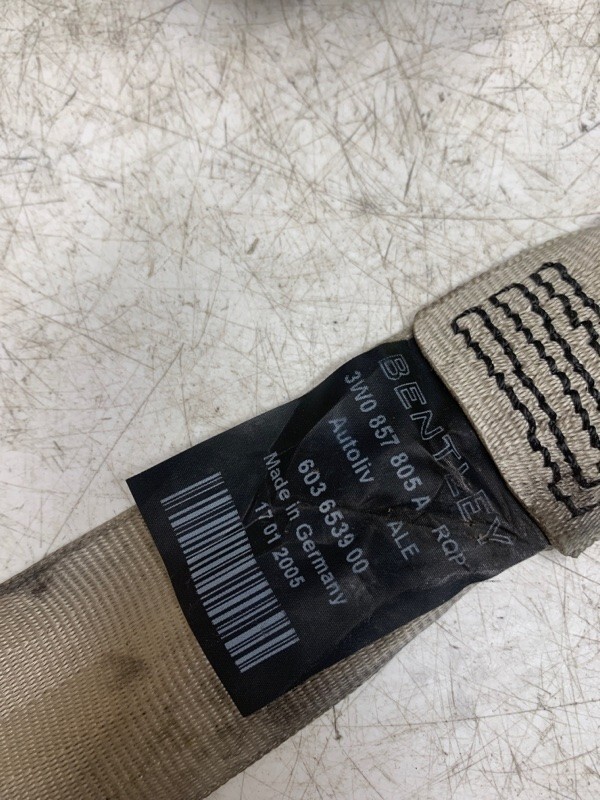 BENTLEY
3W0 857 805 A RQP
Autoliv ALE
603 6539 00
Made in Germany
17 01 2005